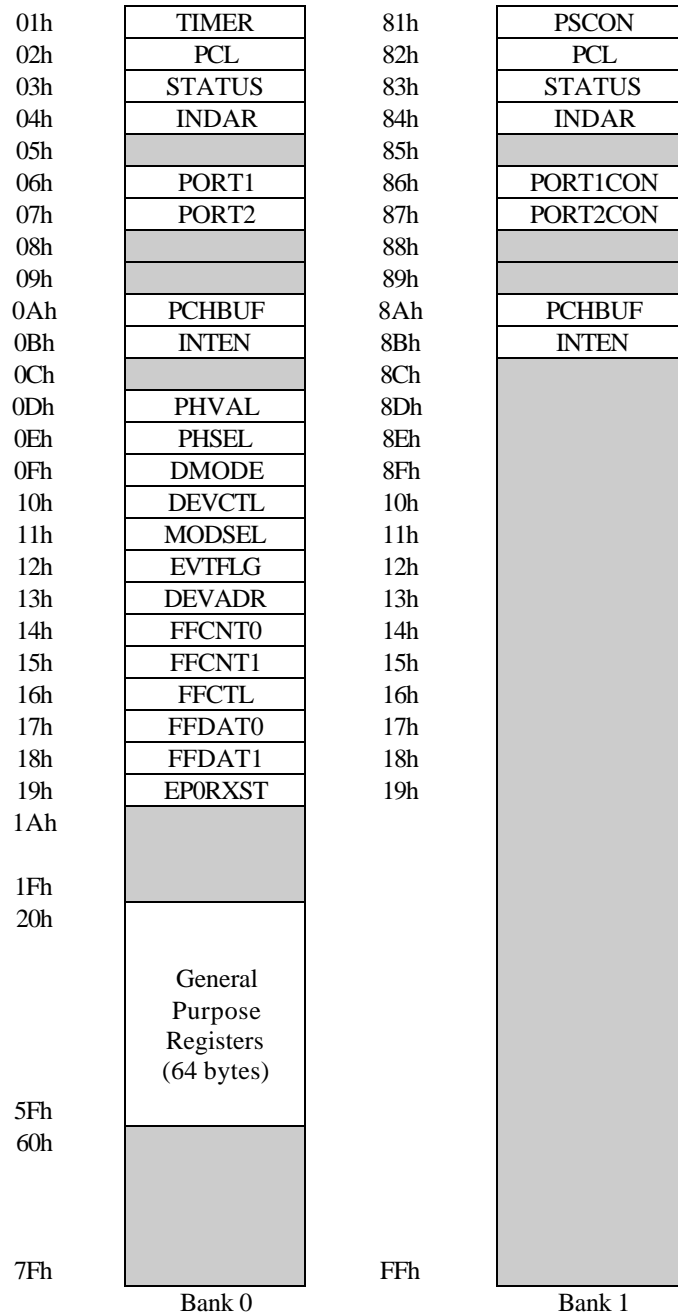 01h TIMER 81h PSCON
02h PCL 82h PCL
03h STATUS 83h STATUS
04h INDAR 84h INDAR
05h 85h
06h PORT1 86h PORT1CON
07h PORT2 87h PORT2CON
08h 88h
09h 89h
0Ah PCHBUF 8Ah PCHBUF
0Bh INTEN 8Bh INTEN
0Ch 8Ch
0Dh PHVAL 8Dh
0Eh PHSEL 8Eh
0Fh DMODE 8Fh
10h DEVCTL 10h
11h MODSEL 11h
12h EVTFLG 12h
13h DEVADR 13h
14h FFCNT0 14h
15h FFCNT1 15h
16h FFCTL 16h
17h FFDAT0 17h
18h FFDAT1 18h
19h EP0RXST 19h
1Ah
1Fh
20h
General
Purpose
Registers
(64 bytes)
5Fh
60h
7Fh FFh
Bank 0 Bank 1